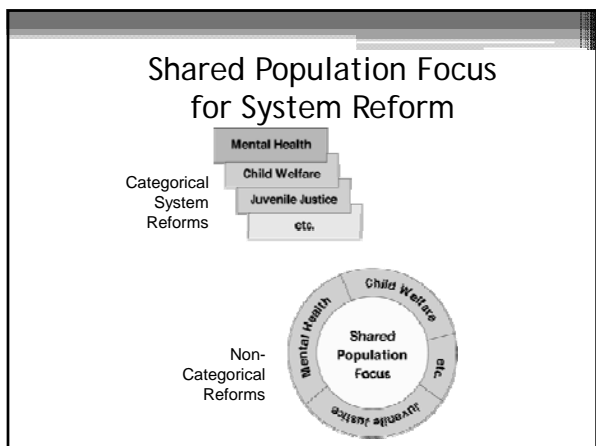 Shared Population Focus
for System Reform
Mental Health
Child Welfare
Juvenile Justice
etc.
Categorical
System
Reforms
Child Welfare
etc.
Juvenile Justice
Mental Health
Shared
Population
Focus
Non-
Categorical
Reforms